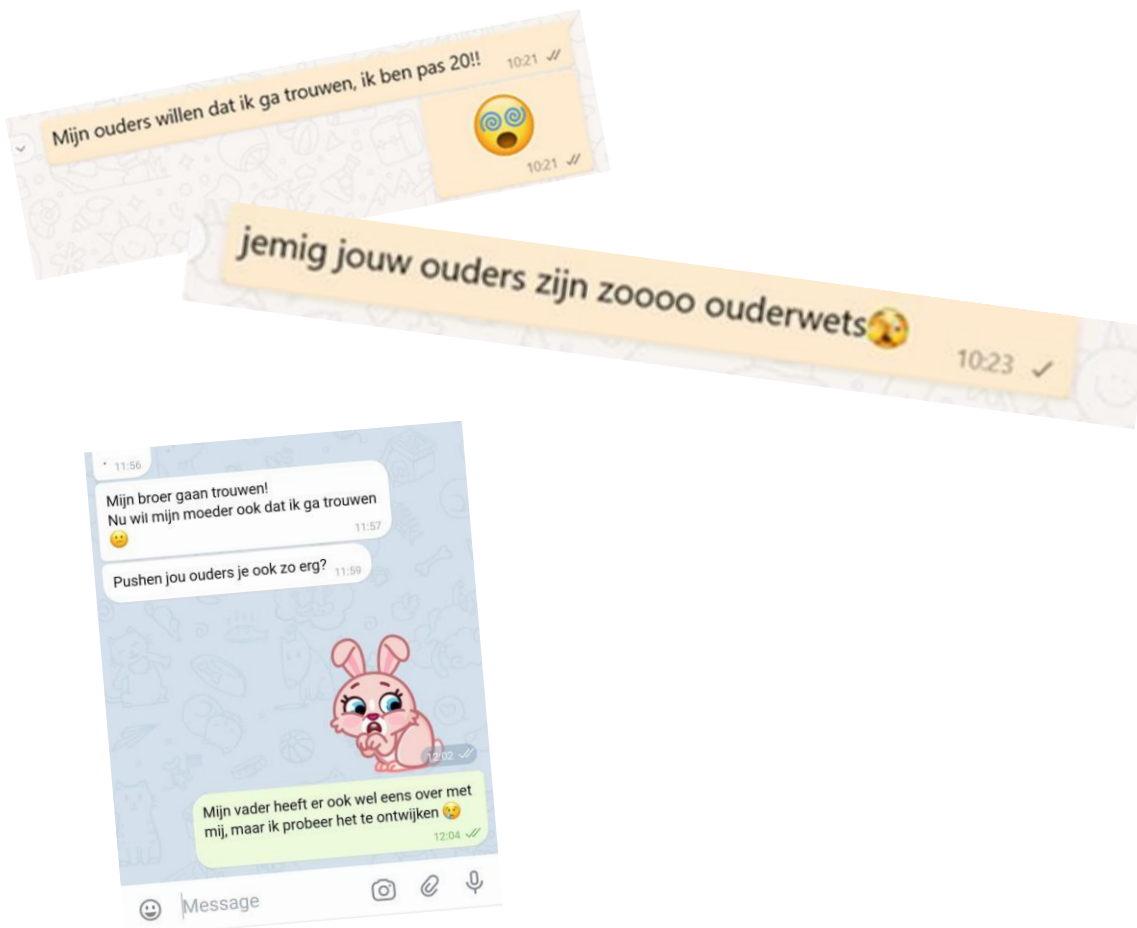 Mijn ouders willen dat ik ga trouwen, ik ben pas 20!! 10:21
10:21
jemig jouw ouders zijn zoooo ouderwets
10:23
11:56
Mijn broer gaan trouwen!
Nu wil mijn moeder ook dat ik ga trouwen
11:57
Pushen jou ouders je ook zo erg? 11:59
12:02
Mijn vader heeft er ook wel eens over met
mij, maar ik probeer het te ontwijken
12:04
Message